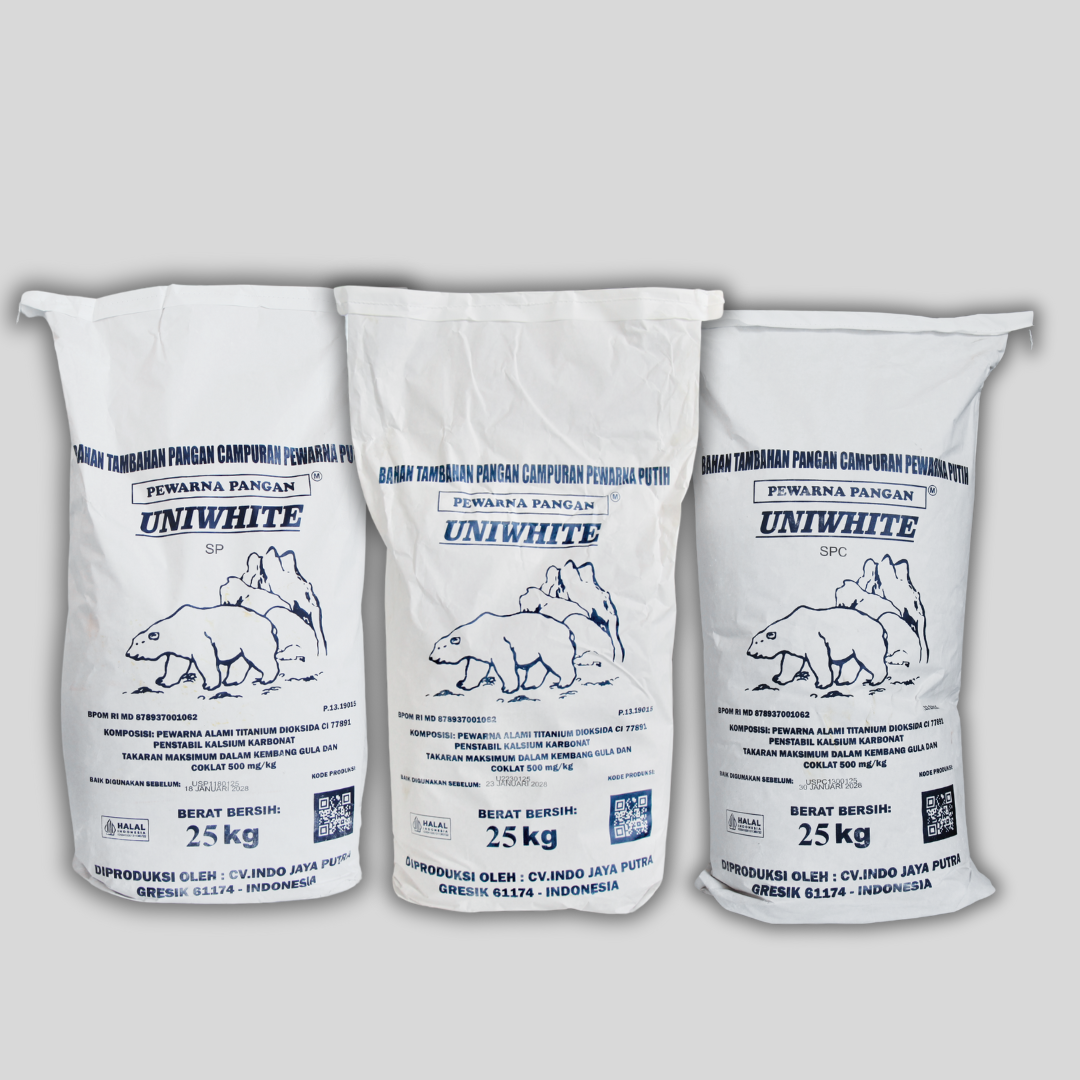 BAHAN TAMBAHAN PANGAN CAMPURAN PEWARNA PU
PEWARNA PANGAN
M
UNIWHITE
SP
BPOM RI MD 878937001062
P.13.19015
KOMPOSISI: PEWARNA ALAMI TITANIUM DIOKSIDA CI 77891
PENSTABIL KALSIUM KARBONAT
TAKARAN MAKSIMUM DALAM KEMBANG GULA DAN
COKLAT 500 mg/kg
KODE PRODUKSI
BAIK DIGUNAKAN SEBELUM:
USP1180125
18 JANUARI 2028
HALAL
INDONESIA
BERAT BERSIH:
25 kg
DIPRODUKSI OLEH : CV.INDO JAYA PUTRA
GRESIK 61174 - INDONESIA
BAHAN TAMBAHAN PANGAN CAMPURAN PEWARNA PUTIH
PEWARNA PANGAN
M
UNIWHITE
BPOM RI MD 878937001062
P.13.19015
KOMPOSISI: PEWARNA ALAMI TITANIUM DIOKSIDA CI 77891
PENSTABIL KALSIUM KARBONAT
TAKARAN MAKSIMUM DALAM KEMBANG GULA DAN
COKLAT 500 mg/kg
KODE PRODUKSI
BAIK DIGUNAKAN SEBELUM:
U2230125
23 JANUARI 2028
HALAL
INDONESIA
BERAT BERSIH:
25 kg
DIPRODUKSI OLEH : CV.INDO JAYA PUTRA
GRESIK 61174 - INDONESIA
BAHAN TAMBAHAN PANGAN CAMPURAN PEWARNA PUTIH
PEWARNA PANGAN
M
UNIWHITE
SPC
BPOM RI MD 878937001062
KOMPOSISI: PEWARNA ALAMI TITANIUM DIOKSIDA CI 77891
PENSTABIL KALSIUM KARBONAT
TAKARAN MAKSIMUM DALAM KEMBANG GULA DAN
COKLAT 500 mg/kg
KODE PRODUKSI
BAIK DIGUNAKAN SEBELUM:
USPC1300125
30 JANUARI 2028
HALAL
INDONESIA
BERAT BERSIH:
25 kg
DIPRODUKSI OLEH : CV.INDO JAYA PUTRA
GRESIK 61174 - INDONESIA